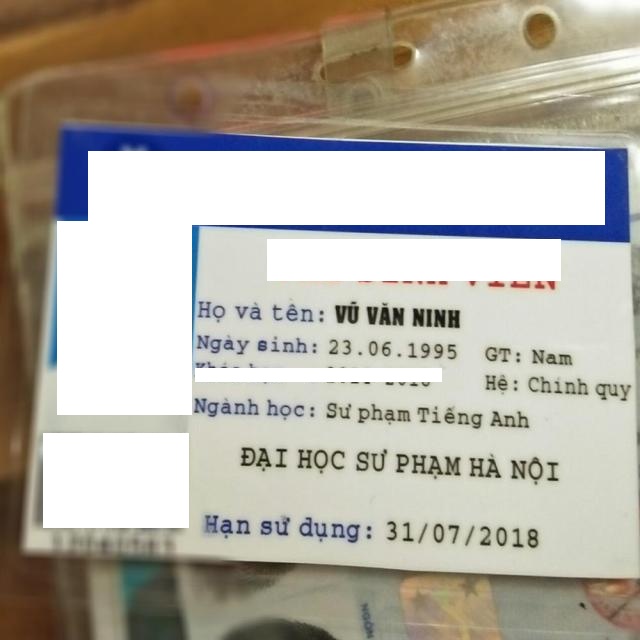 Họ và tên: VŨ VĂN NINH
Ngày sinh: 23.06.1995 GT: Nam
Hệ: Chính quy
Ngành học: Sư phạm Tiếng Anh
ĐẠI HỌC SƯ PHẠM HÀ NỘI
Hạn sử dụng: 31/07/2018